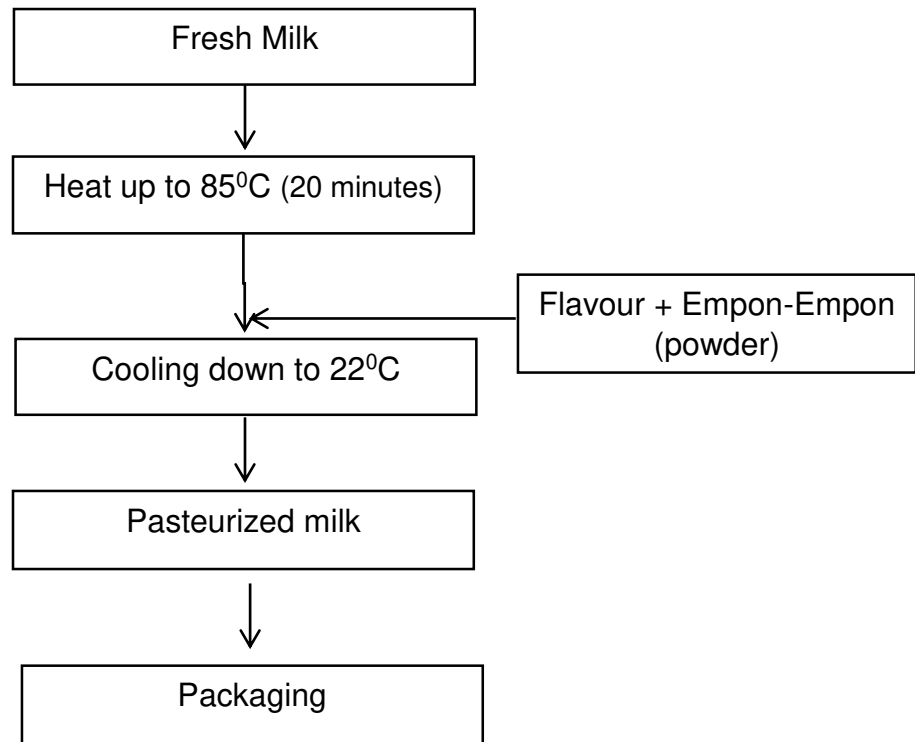 Fresh Milk
Heat up to 85⁰C (20 minutes)
Flavour + Empon-Empon
(powder)
Cooling down to 22⁰C
Pasteurized milk
Packaging